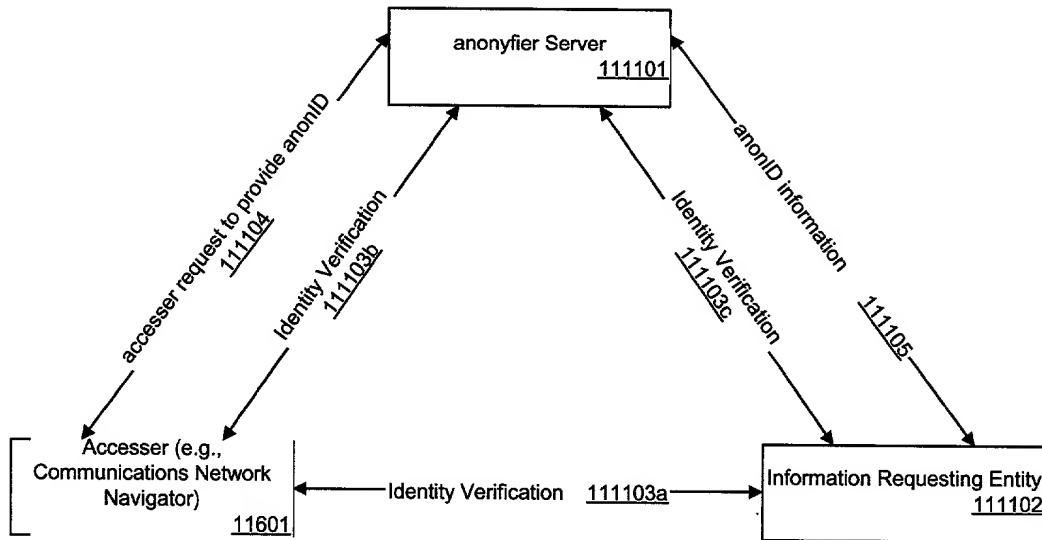 anonyfier Server
111101
accesser request to provide anonID
111104
Identity Verification
111103b
Identity Verification
111103c
anonID information
111105
Accesser (e.g.,
Communications Network
Navigator)
11601
Identity Verification 111103a
Information Requesting Entity
111102